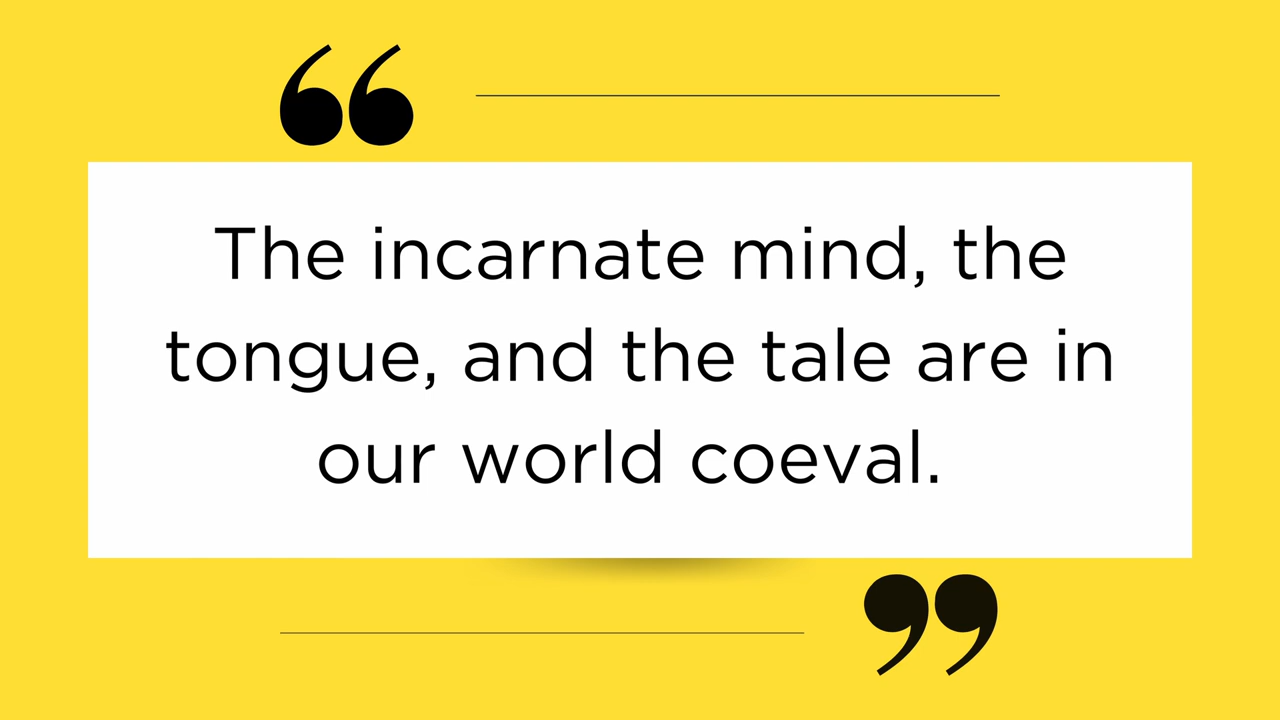 “
The incarnate mind, the
tongue, and the tale are in
our world coeval.
”